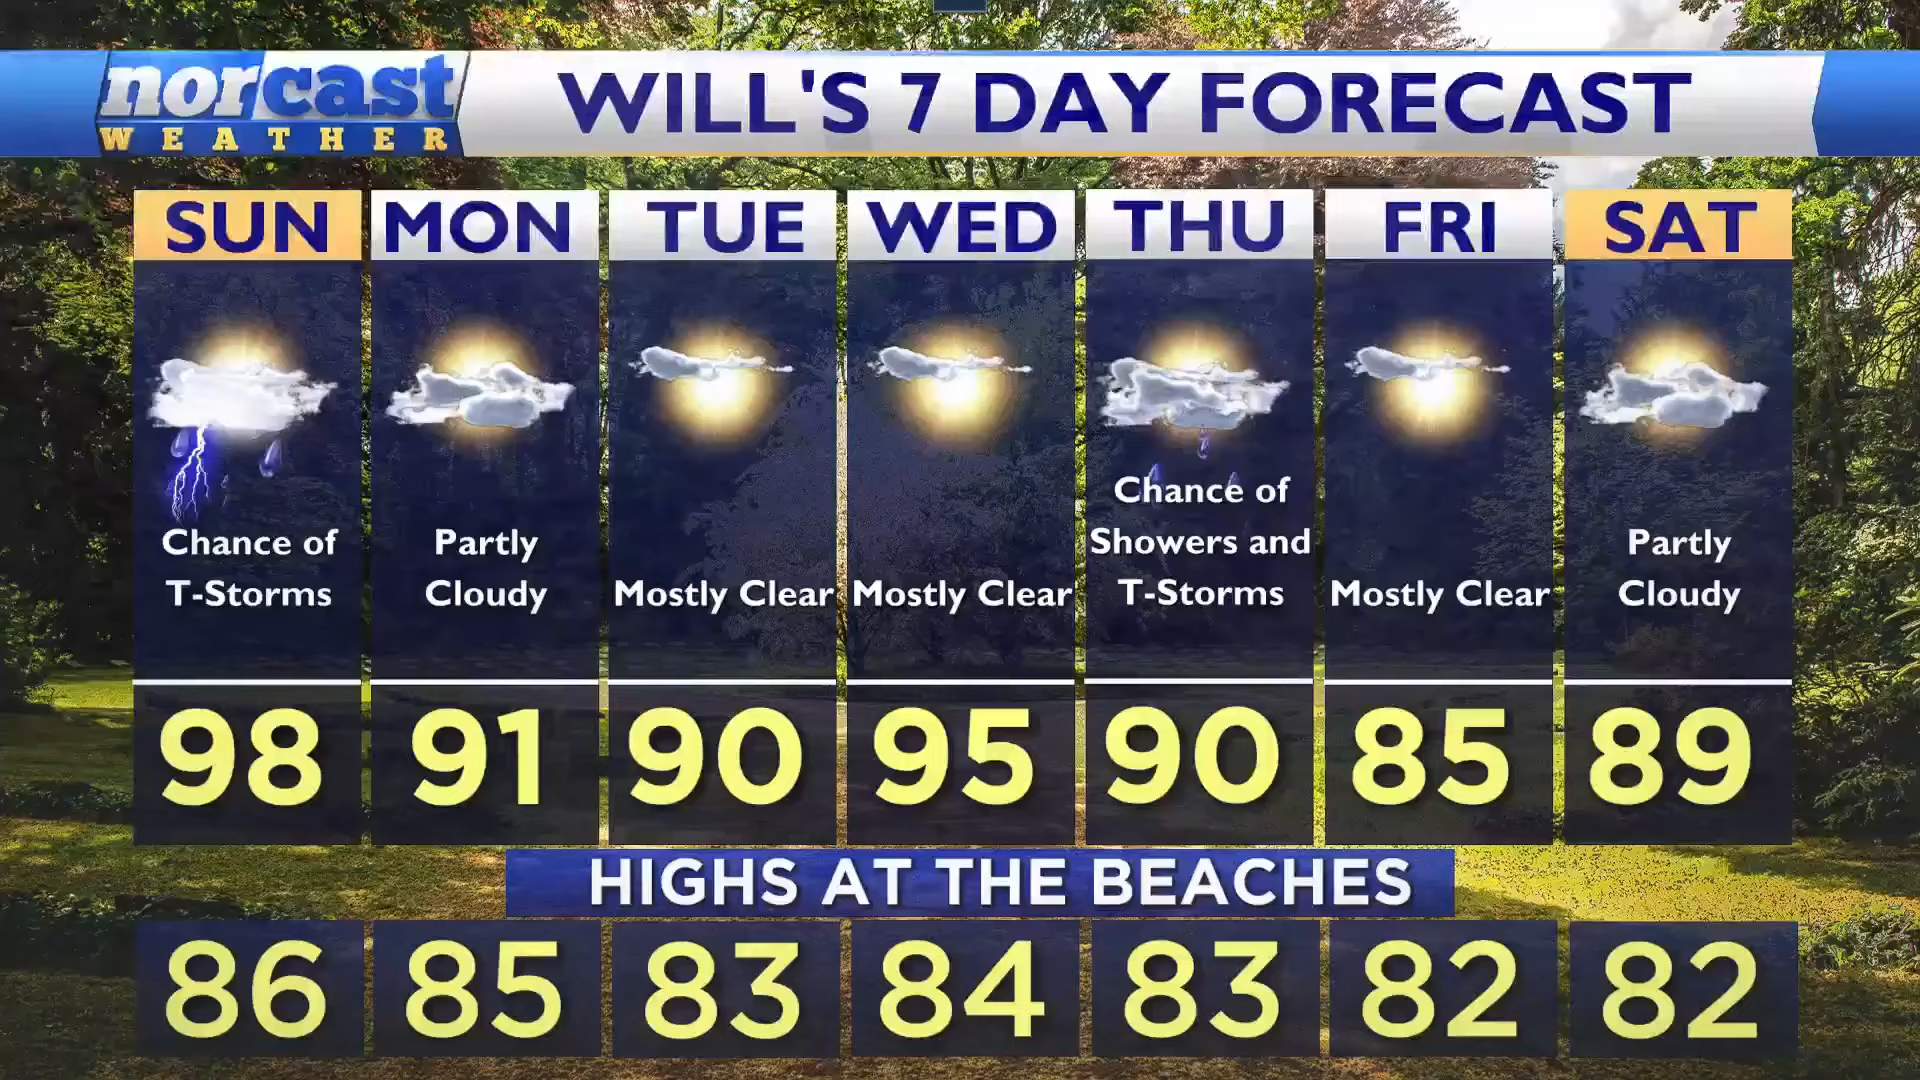 norcast
WEATHER
WILL'S 7 DAY FORECAST
SUN
MON
TUE
WED
THU
FRI
SAT
Chance of
T-Storms
Partly
Cloudy
Mostly Clear
Mostly Clear
Chance of
Showers and
T-Storms
Mostly Clear
Partly
Cloudy
98
91
90
95
90
85
89
HIGHS AT THE BEACHES
86
85
83
84
83
82
82